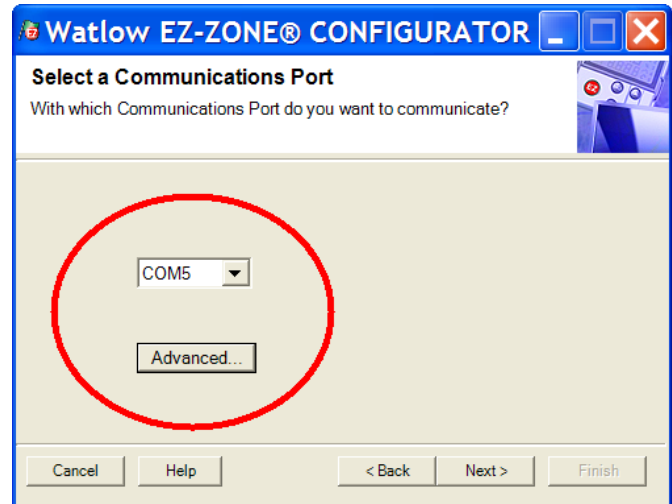 Watlow EZ-ZONE® CONFIGURATOR
Select a Communications Port
With which Communications Port do you want to communicate?
COM5
Advanced...
Cancel Help < Back Next > Finish